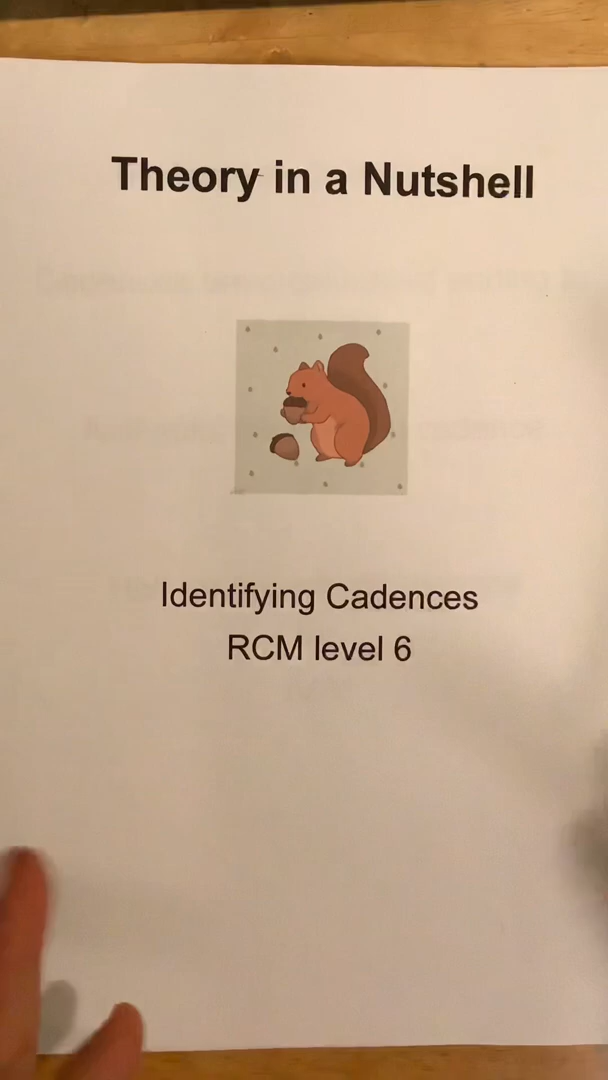 Theory in a Nutshell
Identifying Cadences
RCM level 6